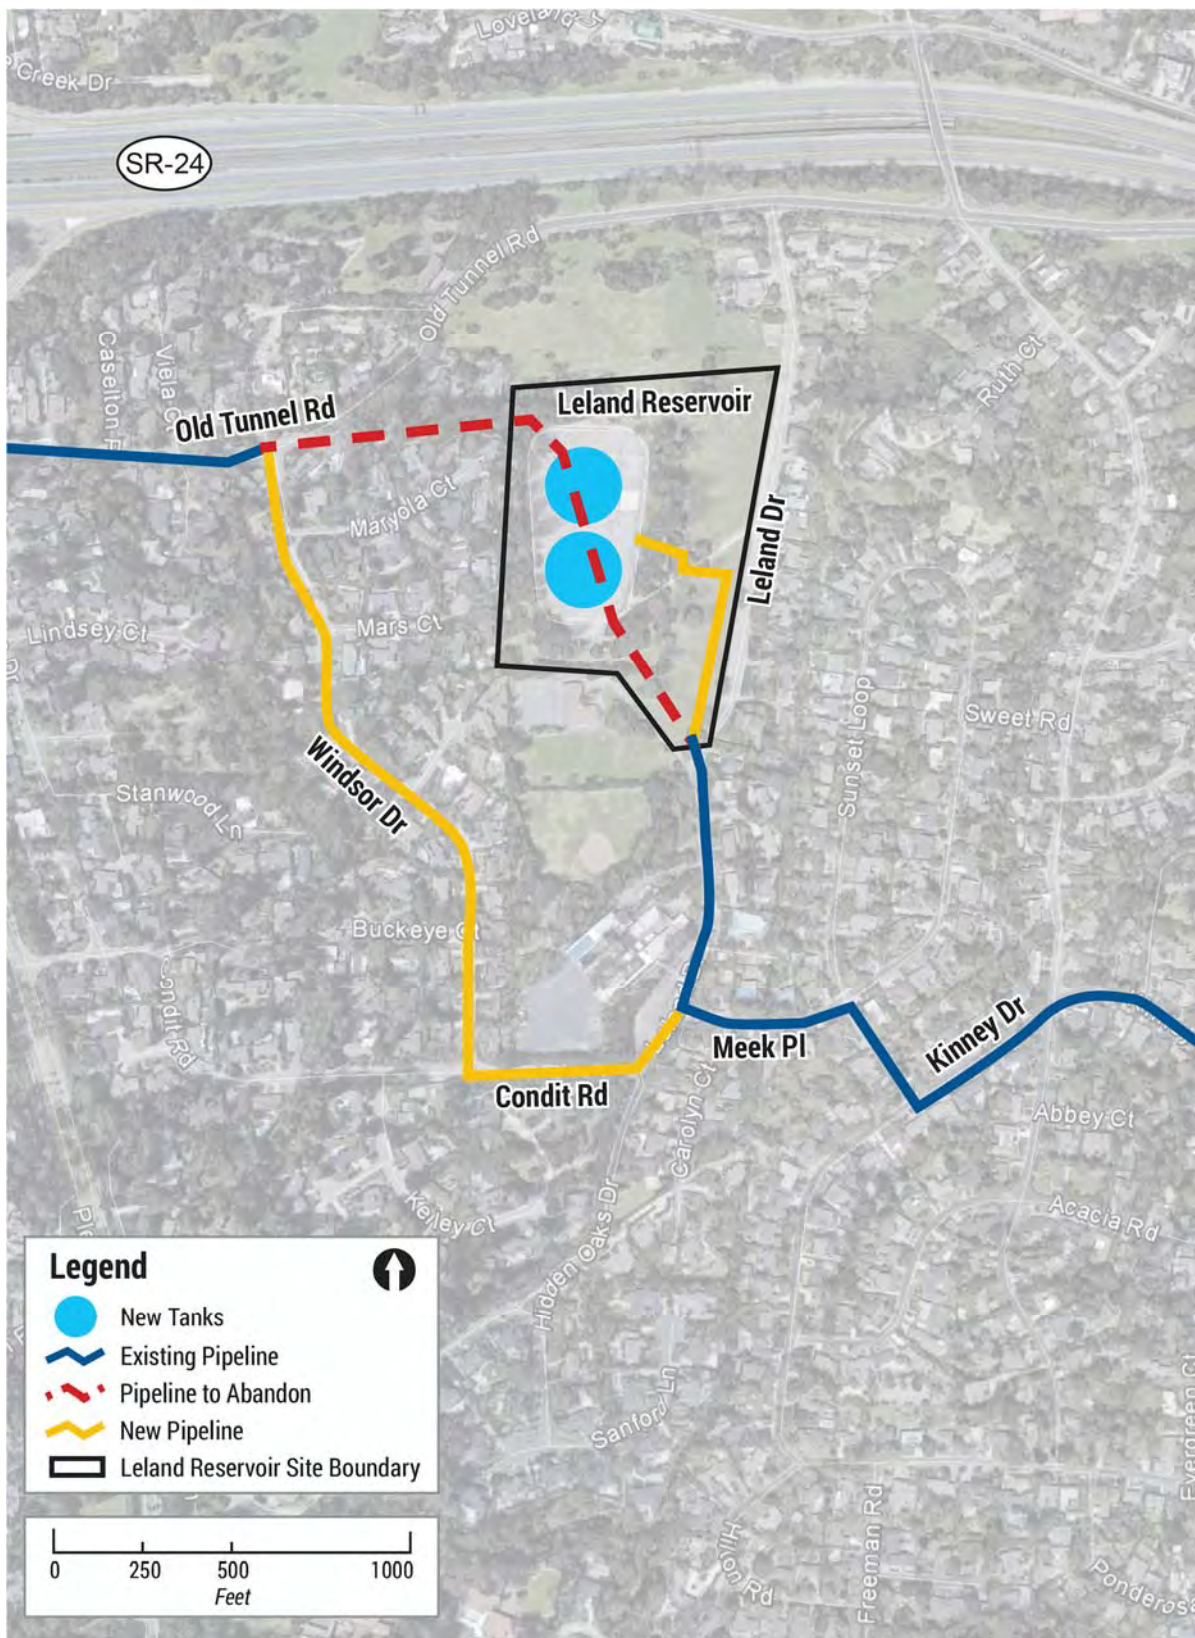 Loveland
Creek Dr
SR-24
Old Tunnel Rd
Caselton
Viela Ct
Ruth Ct
Old Tunnel Rd
Leland Reservoir
Maryola Ct
Leland Dr
Lindsey Ct
Mars Ct
Dr
Sunset Loop
Sweet Rd
Windsor Dr
Stanwood Ln
Buckeye Ct
Condit Rd
Meek Pl
Kinney Dr
Condit Rd
Carolyn Ct
Abbey Ct
Kelley Ct
Hidden Oaks Dr
Acacia Rd
Legend
New Tanks
Existing Pipeline
Pipeline to Abandon
New Pipeline
Leland Reservoir Site Boundary
Sanford Ln
Evergreen Ct
Freeman Rd
0 250 500 1000
Feet